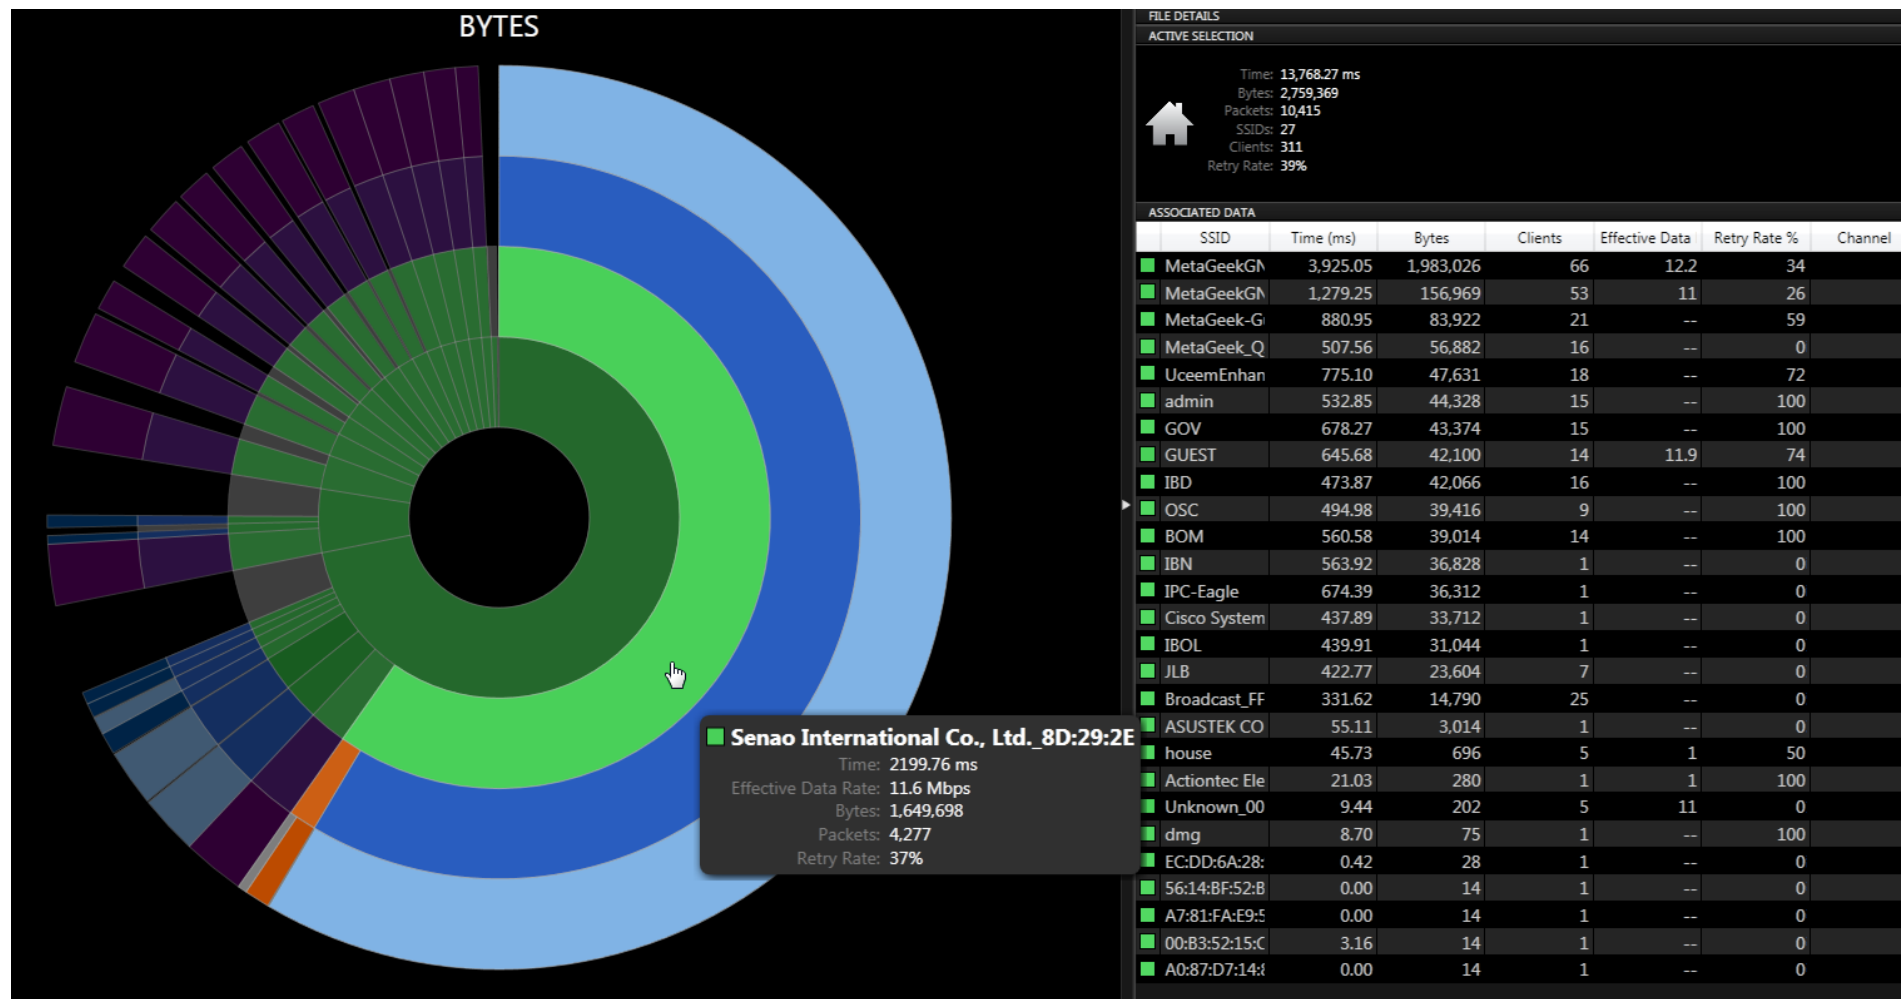 BYTES
FILE DETAILS
ACTIVE SELECTION
Time: 13,768.27 ms
Bytes: 2,759,369
Packets: 10,415
SSIDs: 27
Clients: 311
Retry Rate: 39%
ASSOCIATED DATA
SSID Time (ms) Bytes Clients Effective Data Retry Rate % Channel
MetaGeekGN 3,925.05 1,983,026 66 12.2 34
MetaGeekGN 1,279.25 156,969 53 11 26
MetaGeek-G 880.95 83,922 21 -- 59
MetaGeek_Q 507.56 56,882 16 -- 0
UceemEnhan 775.10 47,631 18 -- 72
admin 532.85 44,328 15 -- 100
GOV 678.27 43,374 15 -- 100
GUEST 645.68 42,100 14 11.9 74
IBD 473.87 42,066 16 -- 100
OSC 494.98 39,416 9 -- 100
BOM 560.58 39,014 14 -- 100
IBN 563.92 36,828 1 -- 0
IPC-Eagle 674.39 36,312 1 -- 0
Cisco System 437.89 33,712 1 -- 0
IBOL 439.91 31,044 1 -- 0
JLB 422.77 23,604 7 -- 0
Broadcast_FF 331.62 14,790 25 -- 0
ASUSTEK CO 55.11 3,014 1 -- 0
house 45.73 696 5 1 50
Actiontec Ele 21.03 280 1 1 100
Unknown_00 9.44 202 5 11 0
dmg 8.70 75 1 -- 100
EC:DD:6A:28: 0.42 28 1 -- 0
56:14:BF:52:B 0.00 14 1 -- 0
A7:81:FA:E9:5 0.00 14 1 -- 0
00:B3:52:15:C 3.16 14 1 -- 0
A0:87:D7:14:8 0.00 14 1 -- 0
Senao International Co., Ltd._8D:29:2E
Time: 2199.76 ms
Effective Data Rate: 11.6 Mbps
Bytes: 1,649,698
Packets: 4,277
Retry Rate: 37%